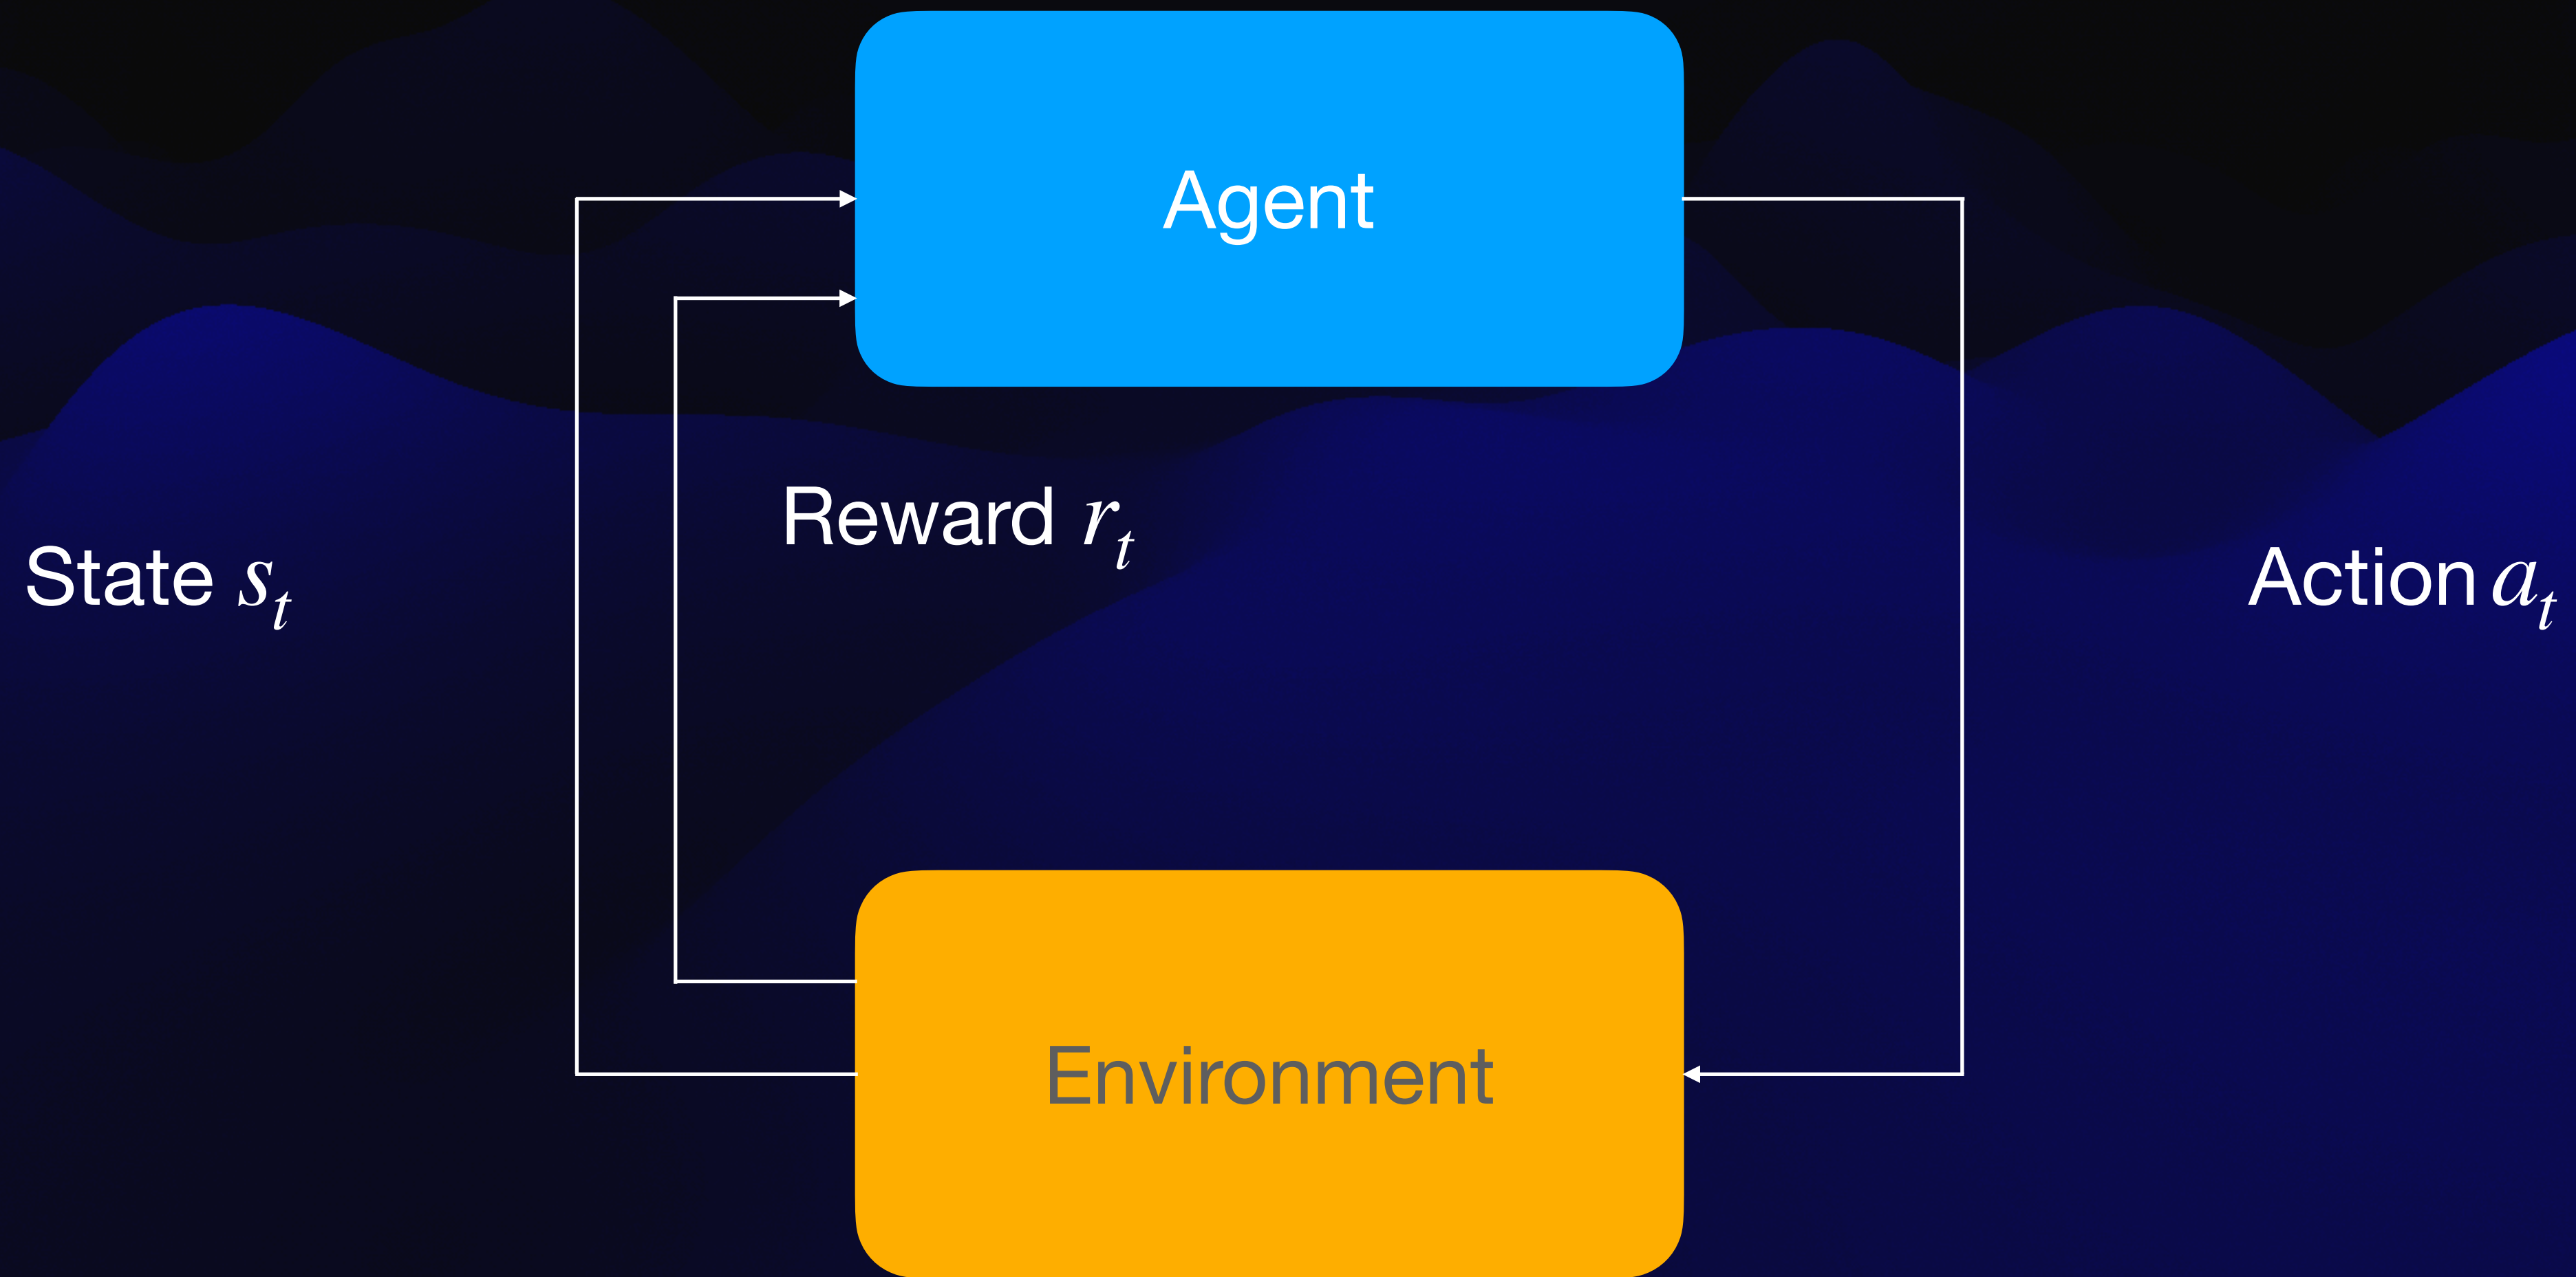 Agent
Reward r_t
State s_t
Action a_t
Environment